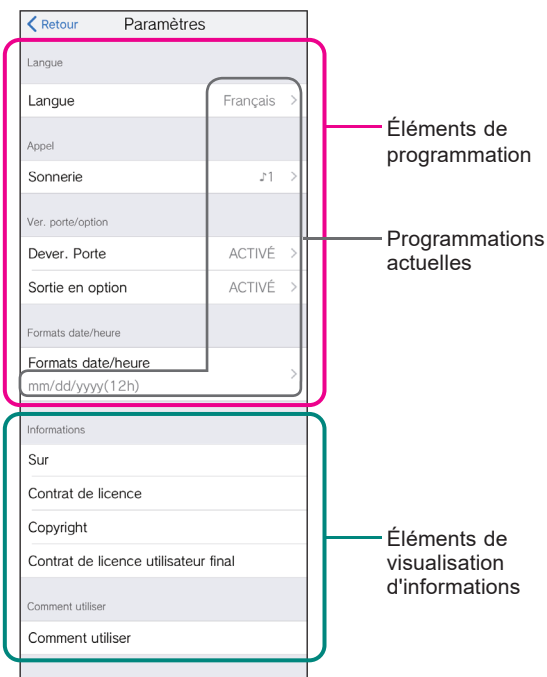 Retour Paramètres
Langue
Langue Français
Appel
Sonnerie ♪1
Ver. porte/option
Dever. Porte ACTIVÉ
Sortie en option ACTIVÉ
Formats date/heure
Formats date/heure
mm/dd/yyyy(12h)
Informations
Sur
Contrat de licence
Copyright
Contrat de licence utilisateur final
Comment utiliser
Comment utiliser
Éléments de
programmation
Programmations
actuelles
Éléments de
visualisation
d'informations